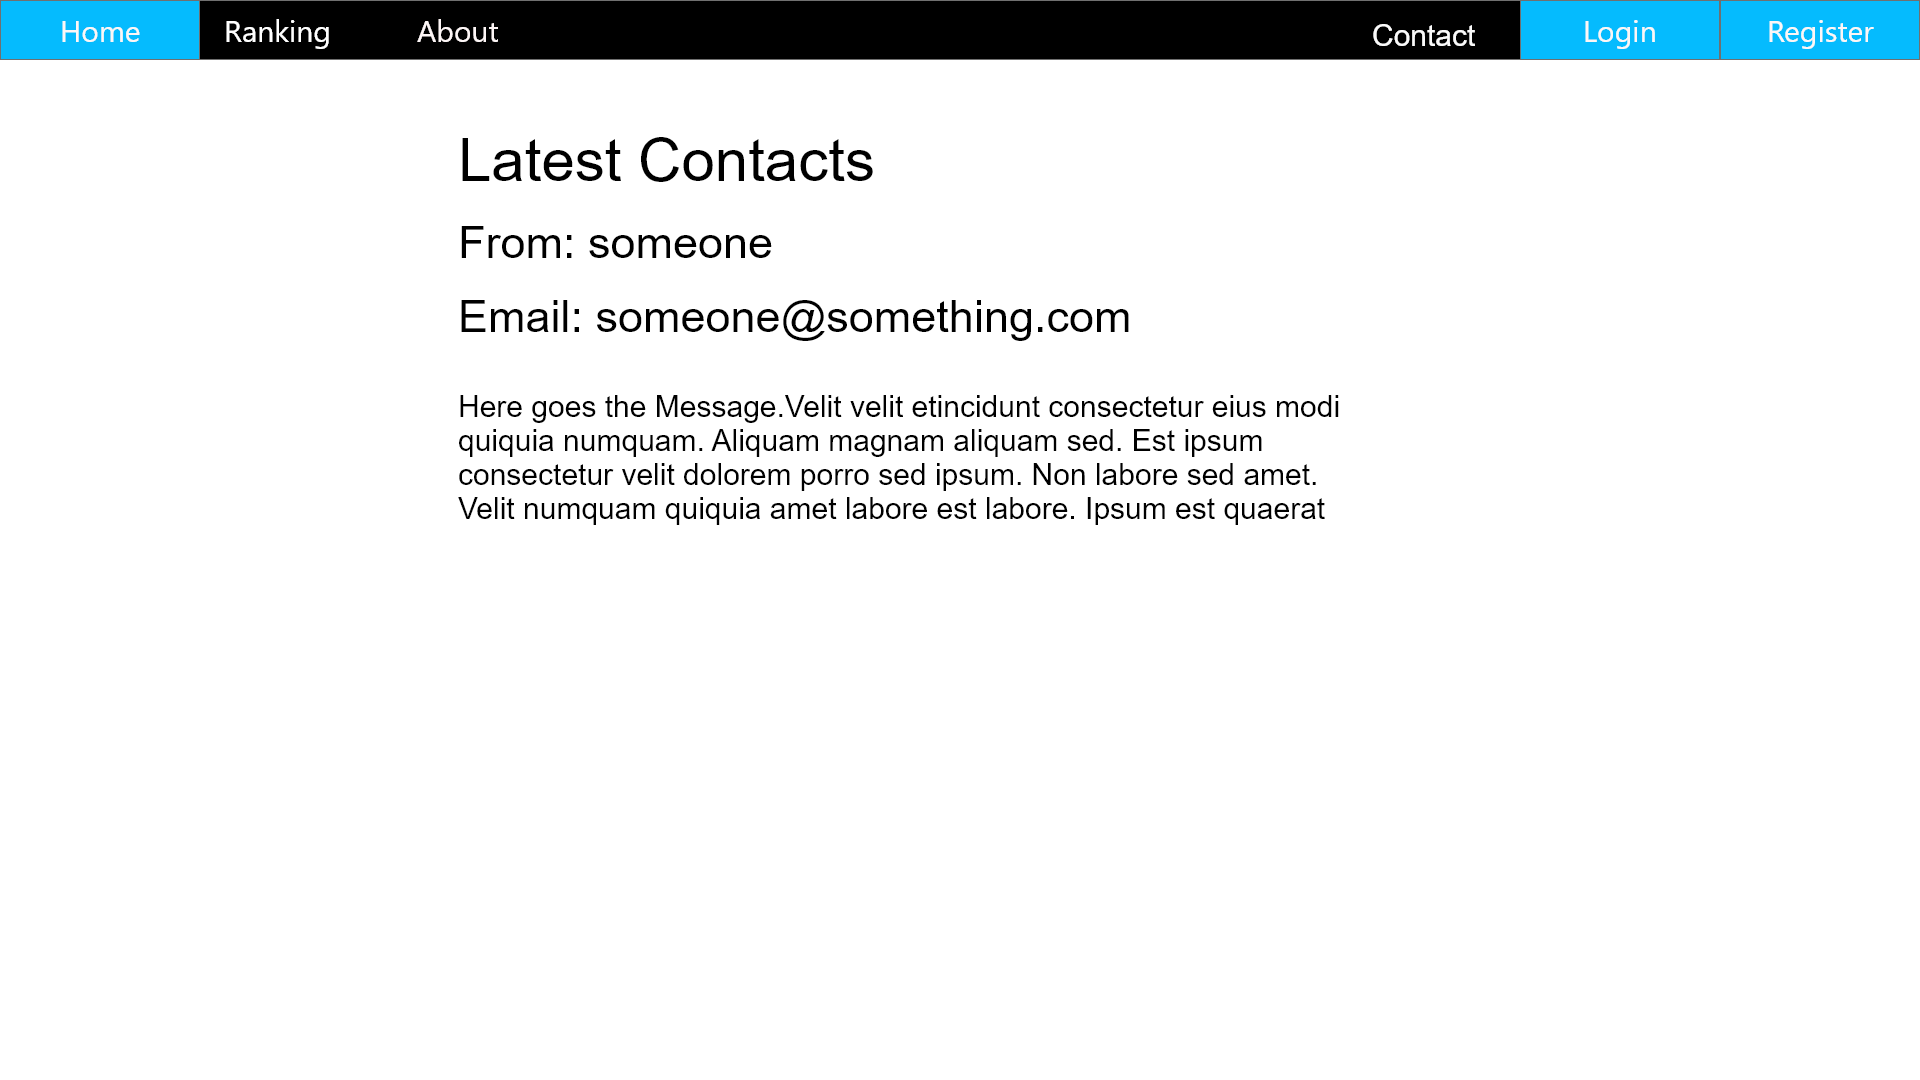 Home Ranking About Contact Login Register
Latest Contacts
From: someone
Email: someone@something.com
Here goes the Message.Velit velit etincidunt consectetur eius modi
quiquia numquam. Aliquam magnam aliquam sed. Est ipsum
consectetur velit dolorem porro sed ipsum. Non labore sed amet.
Velit numquam quiquia amet labore est labore. Ipsum est quaerat